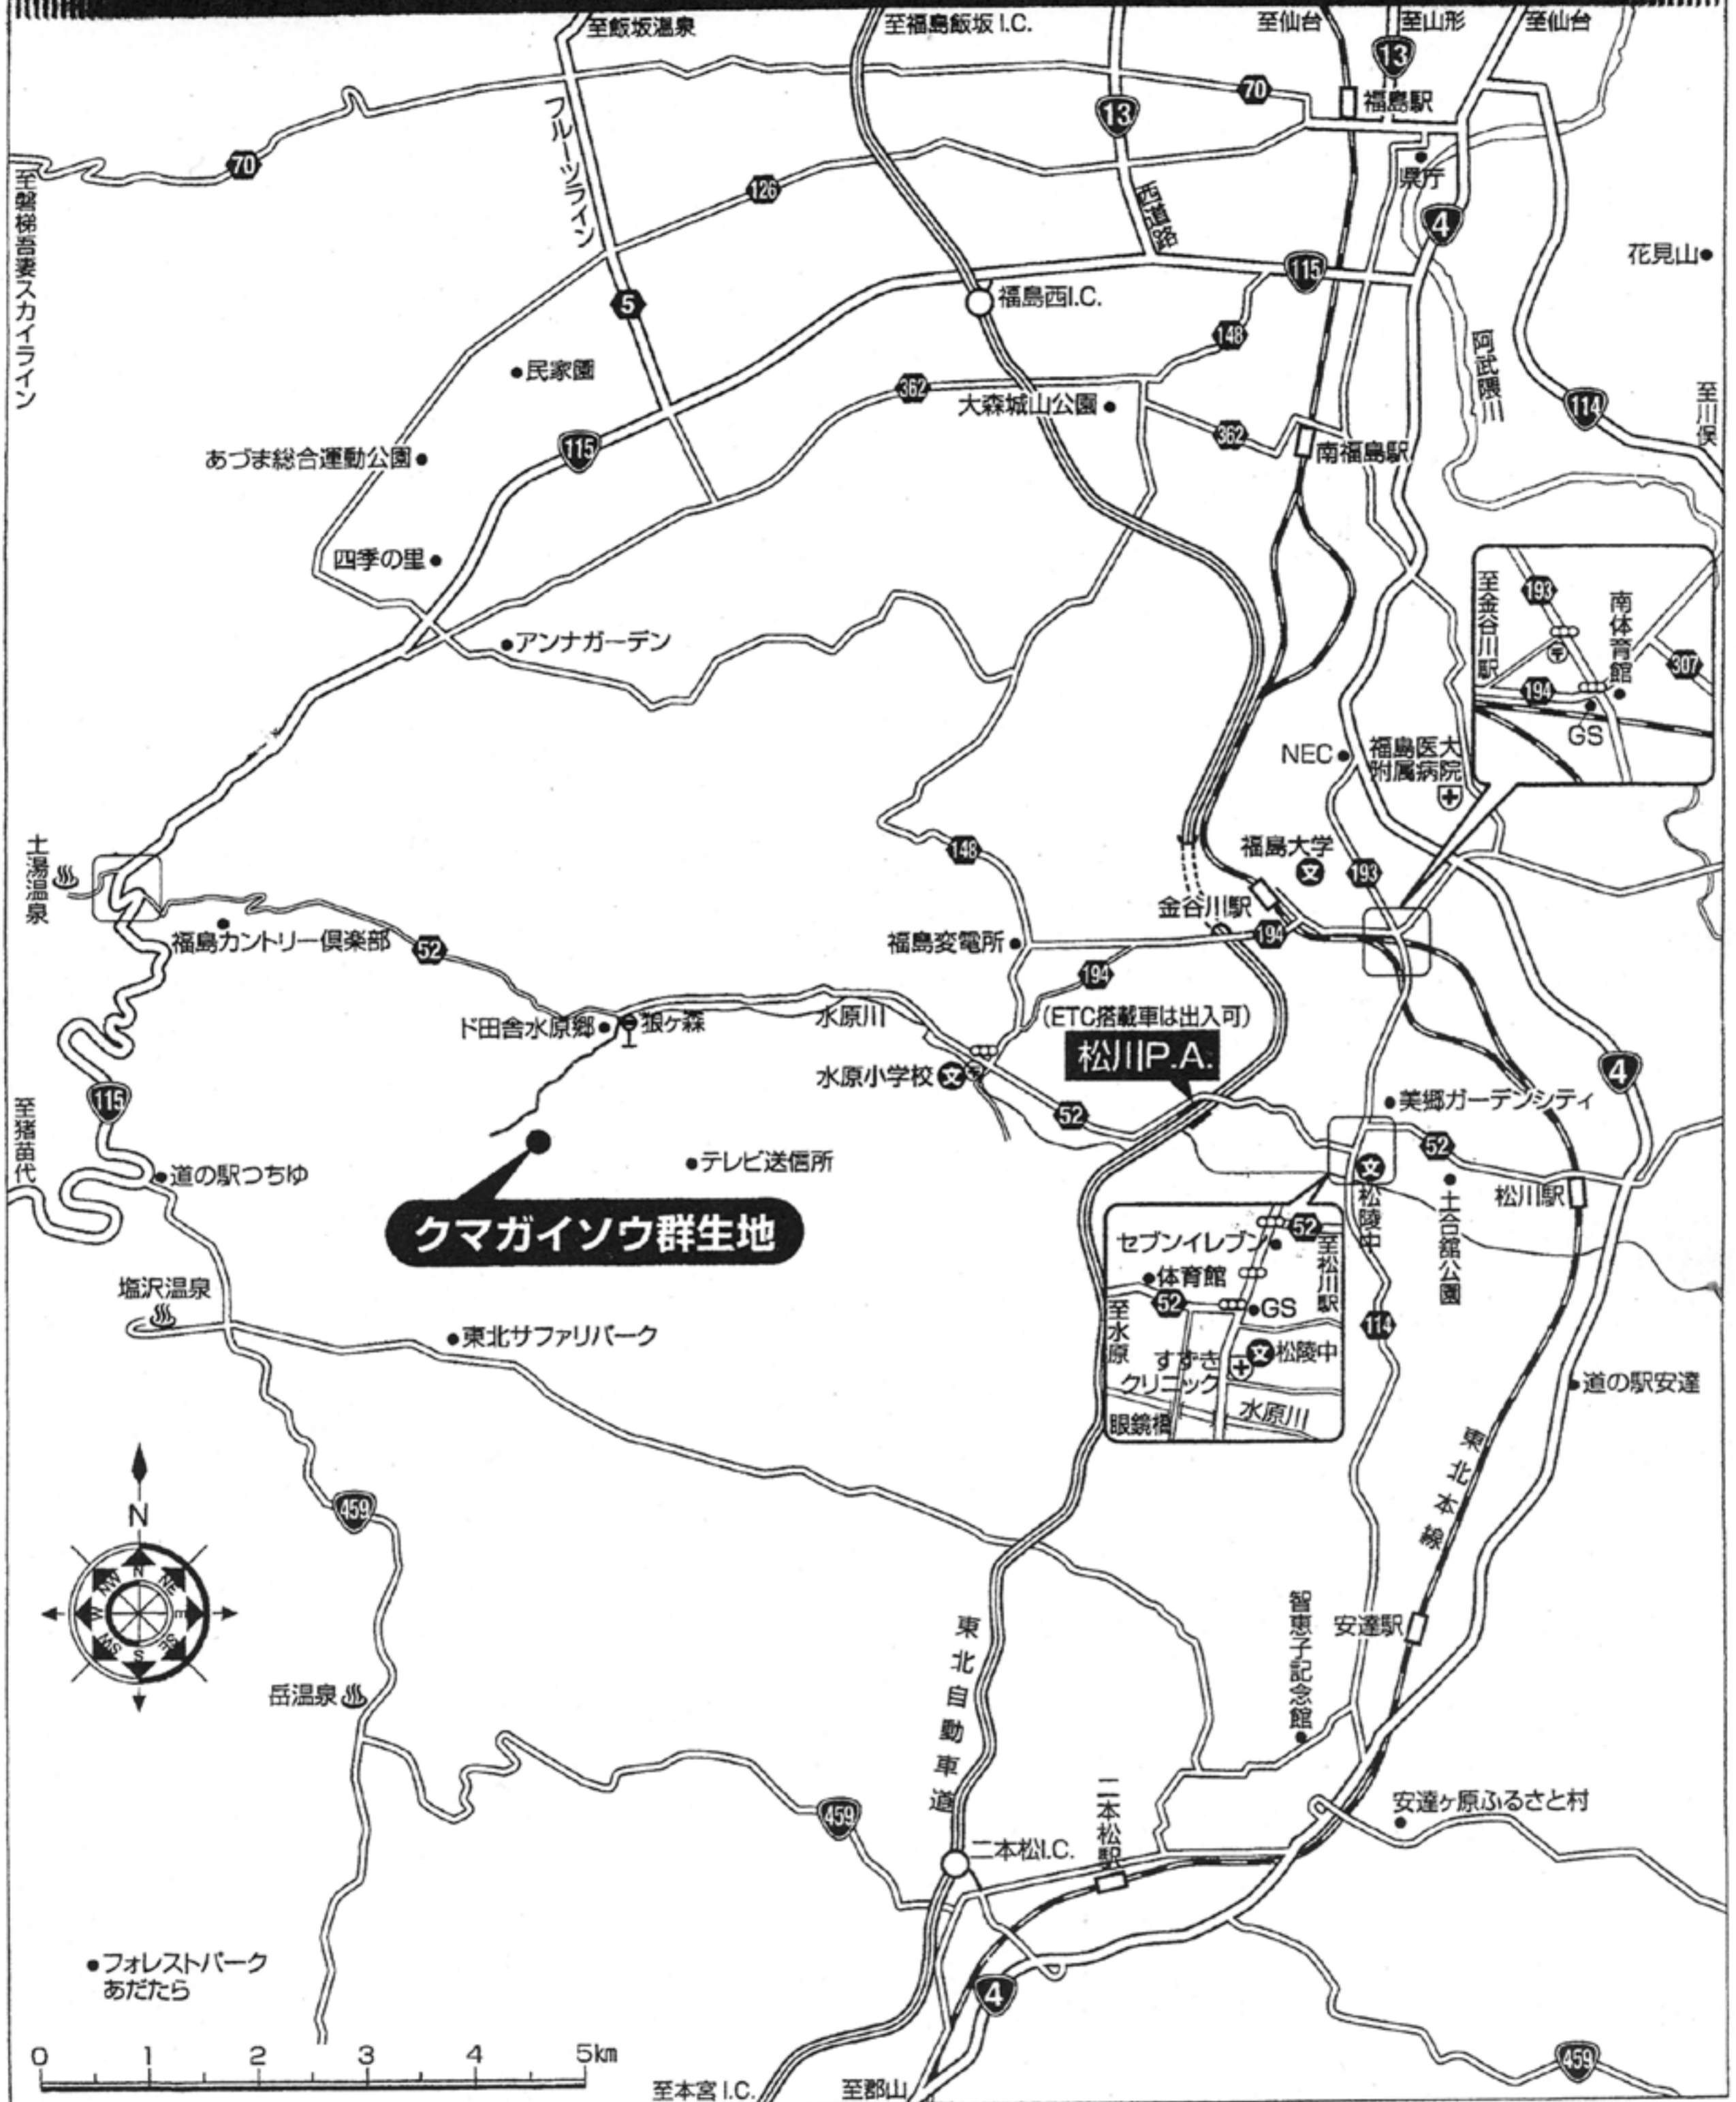 至飯坂温泉
至福島飯坂I.C.
至仙台
至山形
至仙台
13
福島駅
70
13
フルーツライン
70
至磐梯吾妻スカイライン
126
西道路
県庁
4
花見山
115
福島西I.C.
5
148
阿武隈川
民家園
362
大森城山公園
114
至川俣
362
115
南福島駅
あづま総合運動公園
四季の里
アンナガーデン
至金谷川駅
193
南体育館
307
194
GS
NEC
福島医大
附属病院
土湯温泉
148
福島大学
文
193
金谷川駅
194
福島カントリー倶楽部
52
福島変電所
194
ド田舎水原郷
狼ヶ森
水原川
(ETC搭載車は出入可)
松川P.A.
水原小学校
文
52
4
115
至猪苗代
美郷ガーデンシティ
52
道の駅つちゆ
テレビ送信所
文
松陵中
土合舘公園
松川駅
クマガイソウ群生地
セブンイレブン
52
至松川駅
体育館
52
GS
至水原
文
松陵中
すずき
クリニック
水原川
眼鏡橋
114
塩沢温泉
東北サファリパーク
道の駅安達
東北本線
459
N
N
NE
E
SE
S
SW
W
NW
智恵子記念館
安達駅
東北自動車道
岳温泉
459
二本松駅
安達ヶ原ふるさと村
二本松I.C.
フォレストパーク
あだたら
4
459
0 1 2 3 4 5km
至本宮I.C.
至郡山